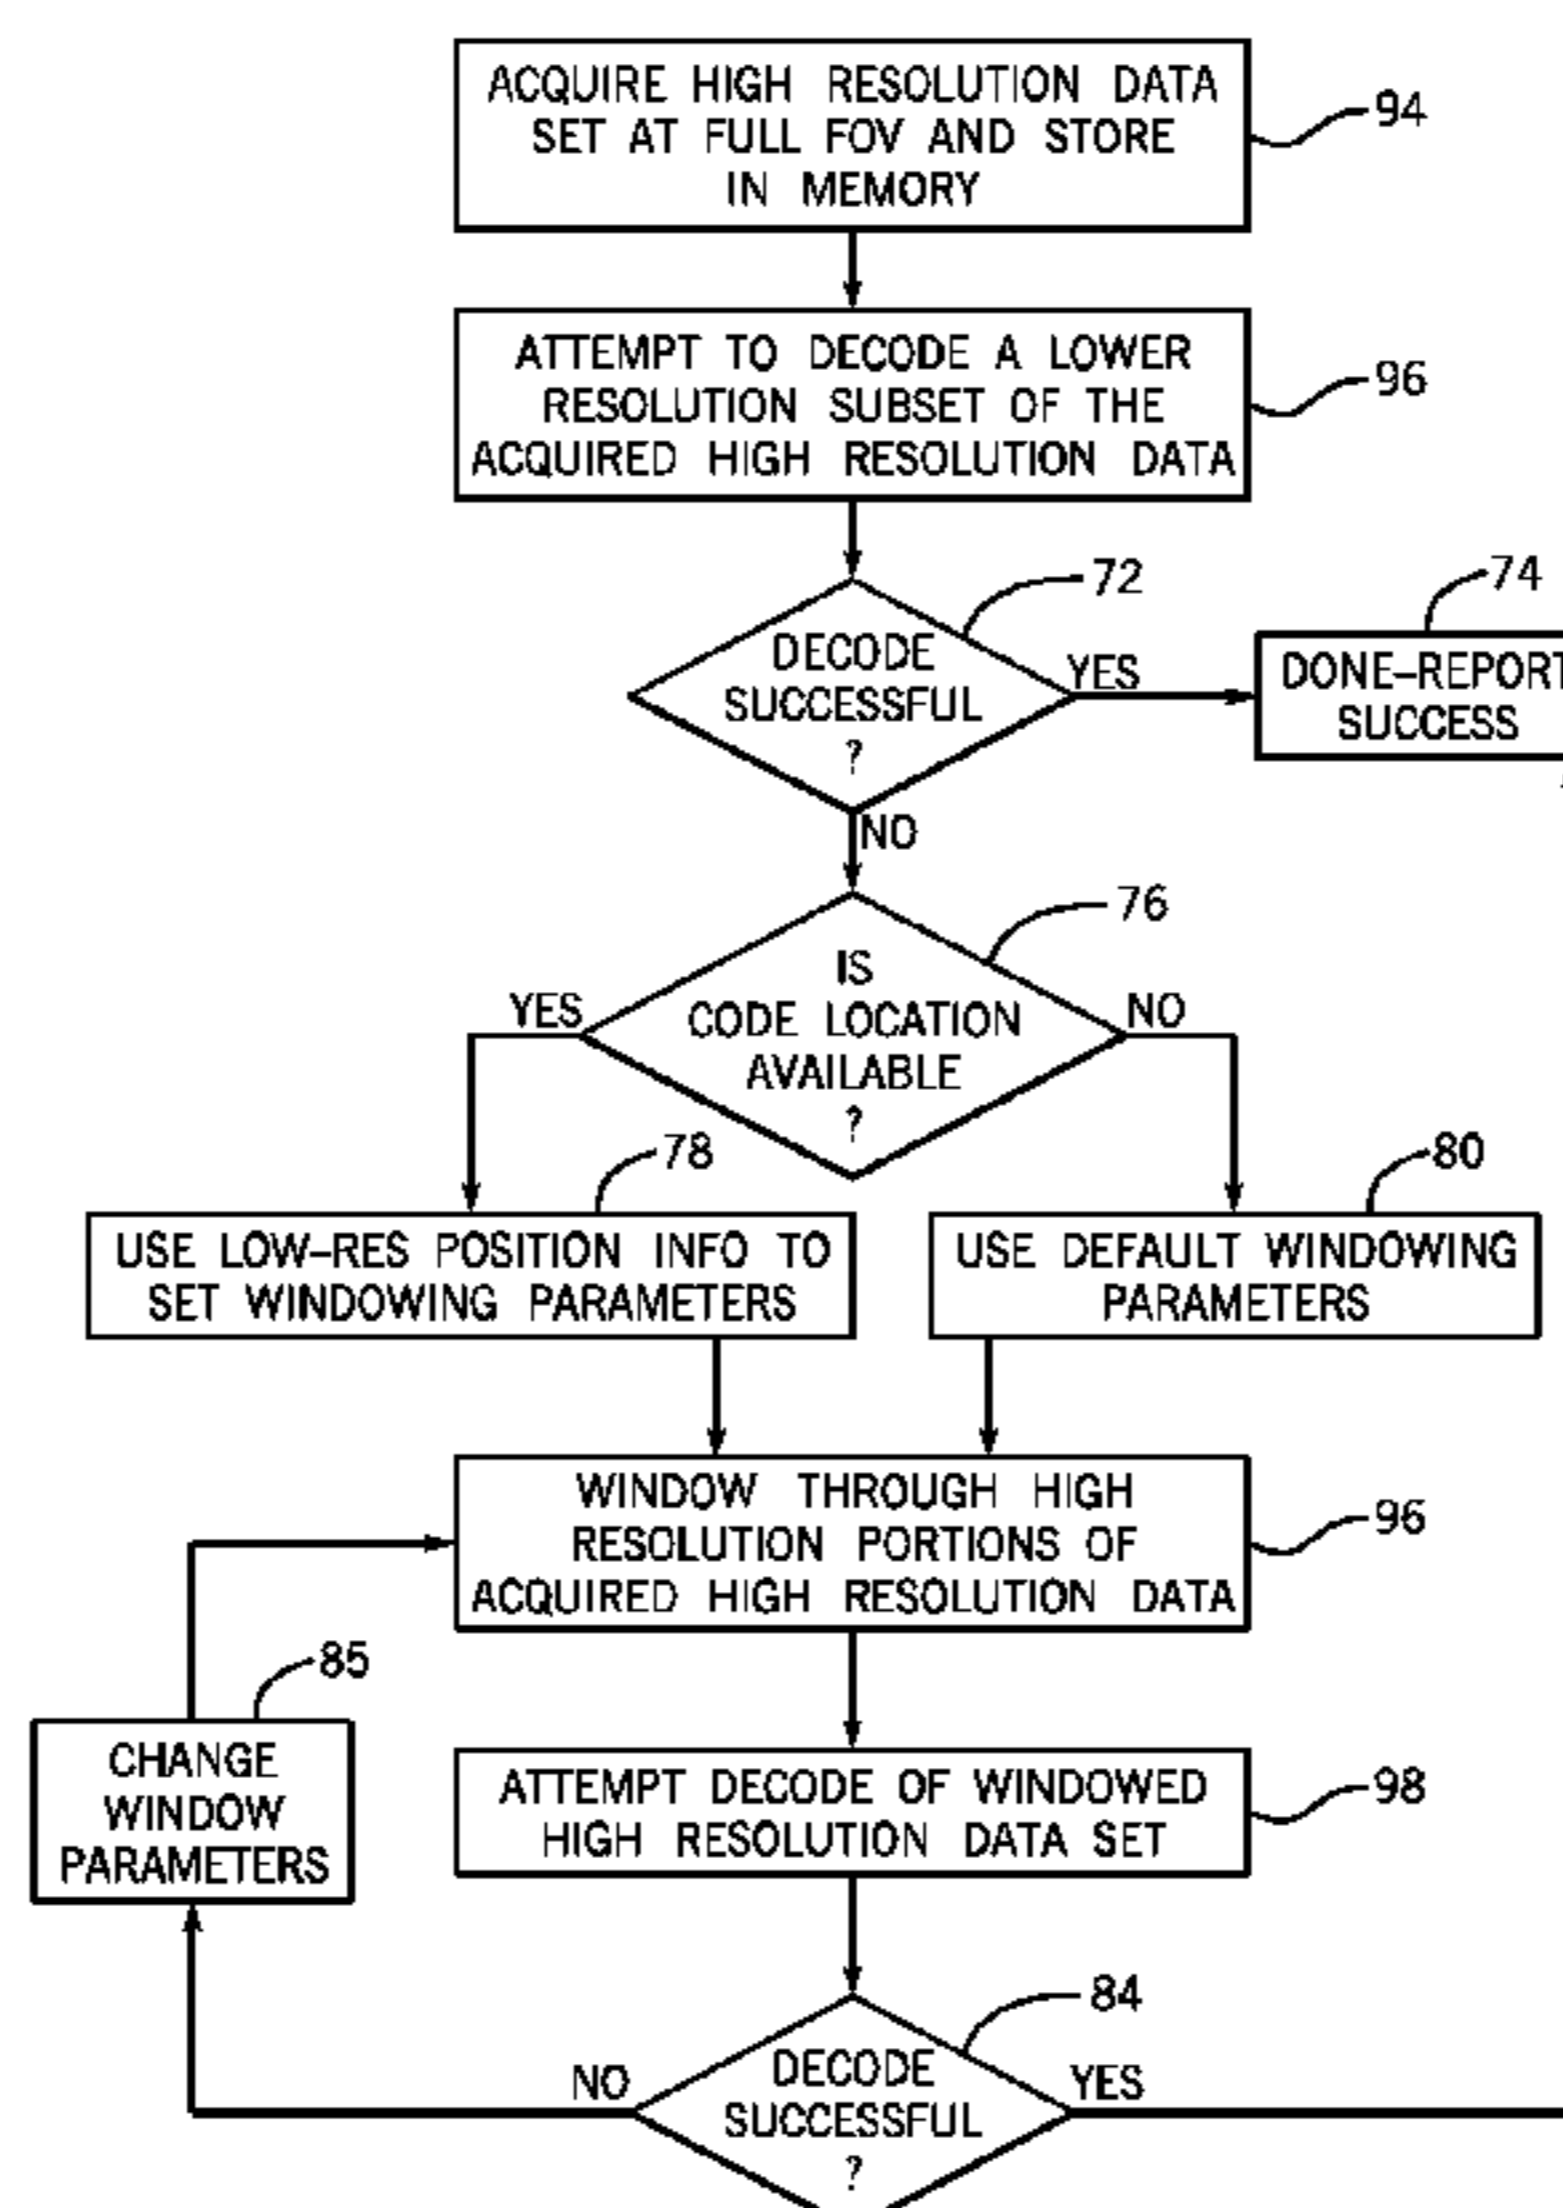 ACQUIRE HIGH RESOLUTION DATA
SET AT FULL FOV AND STORE
IN MEMORY
94
ATTEMPT TO DECODE A LOWER
RESOLUTION SUBSET OF THE
ACQUIRED HIGH RESOLUTION DATA
96
72
74
DECODE
SUCCESSFUL
?
YES
DONE–REPORT
SUCCESS
NO
76
IS
CODE LOCATION
AVAILABLE
?
YES
NO
78
80
USE LOW–RES POSITION INFO TO
SET WINDOWING PARAMETERS
USE DEFAULT WINDOWING
PARAMETERS
WINDOW THROUGH HIGH
RESOLUTION PORTIONS OF
ACQUIRED HIGH RESOLUTION DATA
96
85
CHANGE
WINDOW
PARAMETERS
ATTEMPT DECODE OF WINDOWED
HIGH RESOLUTION DATA SET
98
84
DECODE
SUCCESSFUL
?
NO
YES